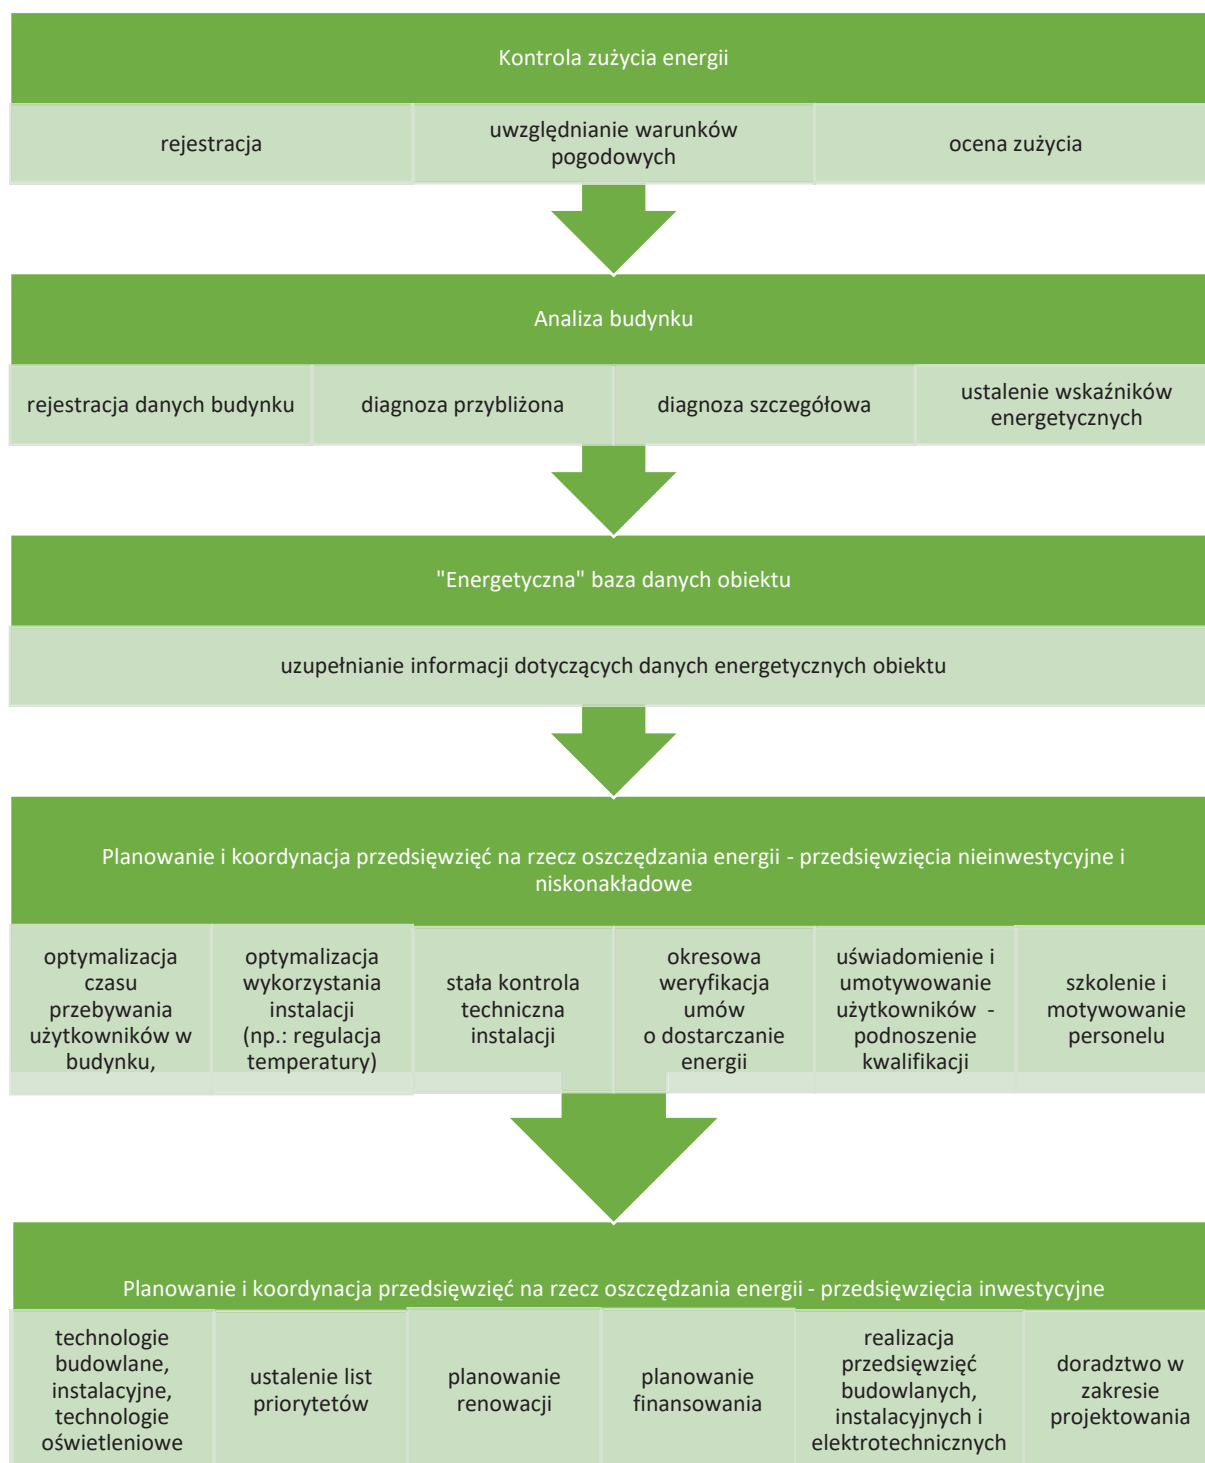 Kontrola zużycia energii
rejestracja
uwzględnianie warunków
pogodowych
ocena zużycia
Analiza budynku
rejestracja danych budynku
diagnoza przybliżona
diagnoza szczegółowa
ustalenie wskaźników
energetycznych
"Energetyczna" baza danych obiektu
uzupełnianie informacji dotyczących danych energetycznych obiektu
Planowanie i koordynacja przedsięwzięć na rzecz oszczędzania energii - przedsięwzięcia nieinwestycyjne i
niskonakładowe
optymalizacja
czasu
przebywania
użytkowników w
budynku,
optymalizacja
wykorzystania
instalacji
(np.: regulacja
temperatury)
stała kontrola
techniczna
instalacji
okresowa
weryfikacja
umów
o dostarczanie
energii
uświadomienie i
umotywowanie
użytkowników -
podnoszenie
kwalifikacji
szkolenie i
motywowanie
personelu
Planowanie i koordynacja przedsięwzięć na rzecz oszczędzania energii - przedsięwzięcia inwestycyjne
technologie
budowlane,
instalacyjne,
technologie
oświetleniowe
ustalenie list
priorytetów
planowanie
renowacji
planowanie
finansowania
realizacja
przedsięwzięć
budowlanych,
instalacyjnych i
elektrotechnicznych
doradztwo w
zakresie
projektowania